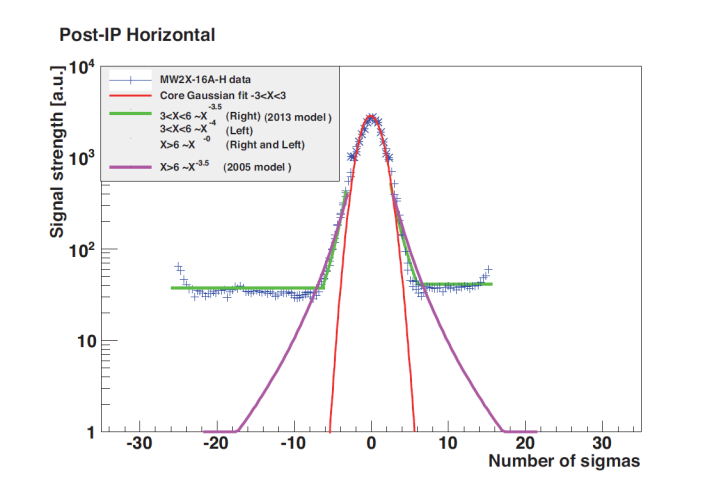 Post-IP Horizontal
Signal strength [a.u.]
10⁴
10³
10²
10
1
MW2X-16A-H data
Core Gaussian fit -3<X<3
3<X<6 ~X^-3.5 (Right) (2013 model )
3<X<6 ~X^-4 (Left)
X>6 ~X^-0 (Right and Left)
X>6 ~X^-3.5 (2005 model )
-30 -20 -10 0 10 20 30
Number of sigmas